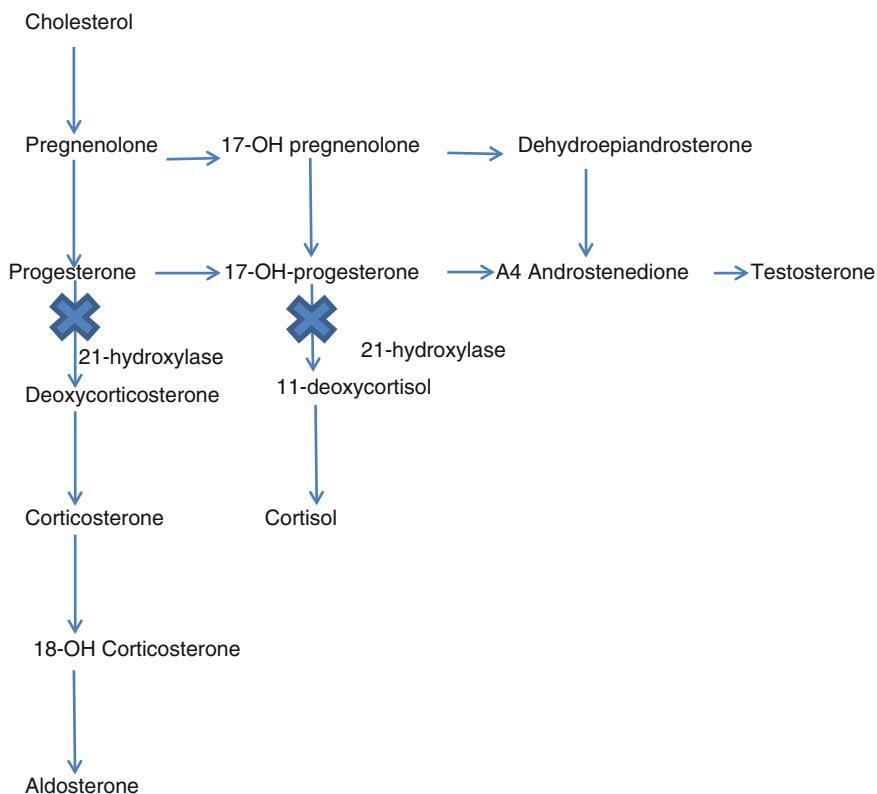 Cholesterol
Pregnenolone
17-OH pregnenolone
Dehydroepiandrosterone
Progesterone
17-OH-progesterone
A4 Androstenedione
Testosterone
21-hydroxylase
21-hydroxylase
Deoxycorticosterone
11-deoxycortisol
Corticosterone
Cortisol
18-OH Corticosterone
Aldosterone